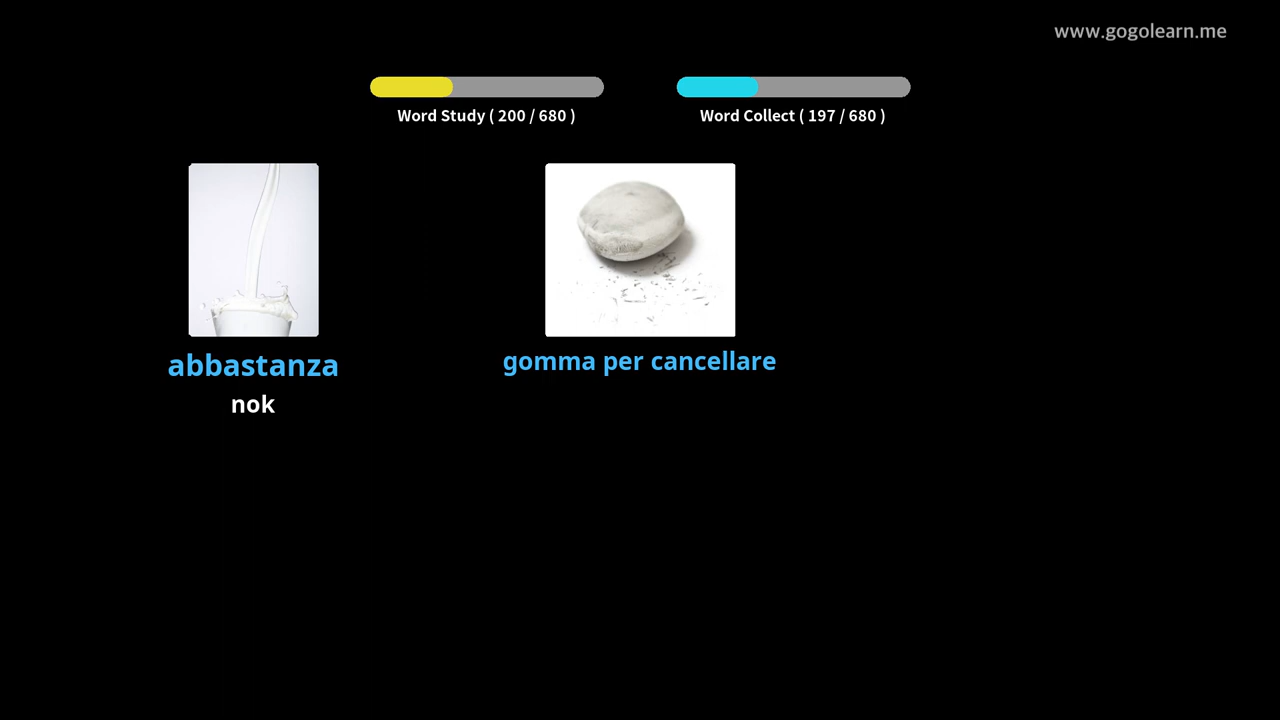 www.gogolearn.me
Word Study ( 200 / 680 )
Word Collect ( 197 / 680 )
abbastanza
nok
gomma per cancellare